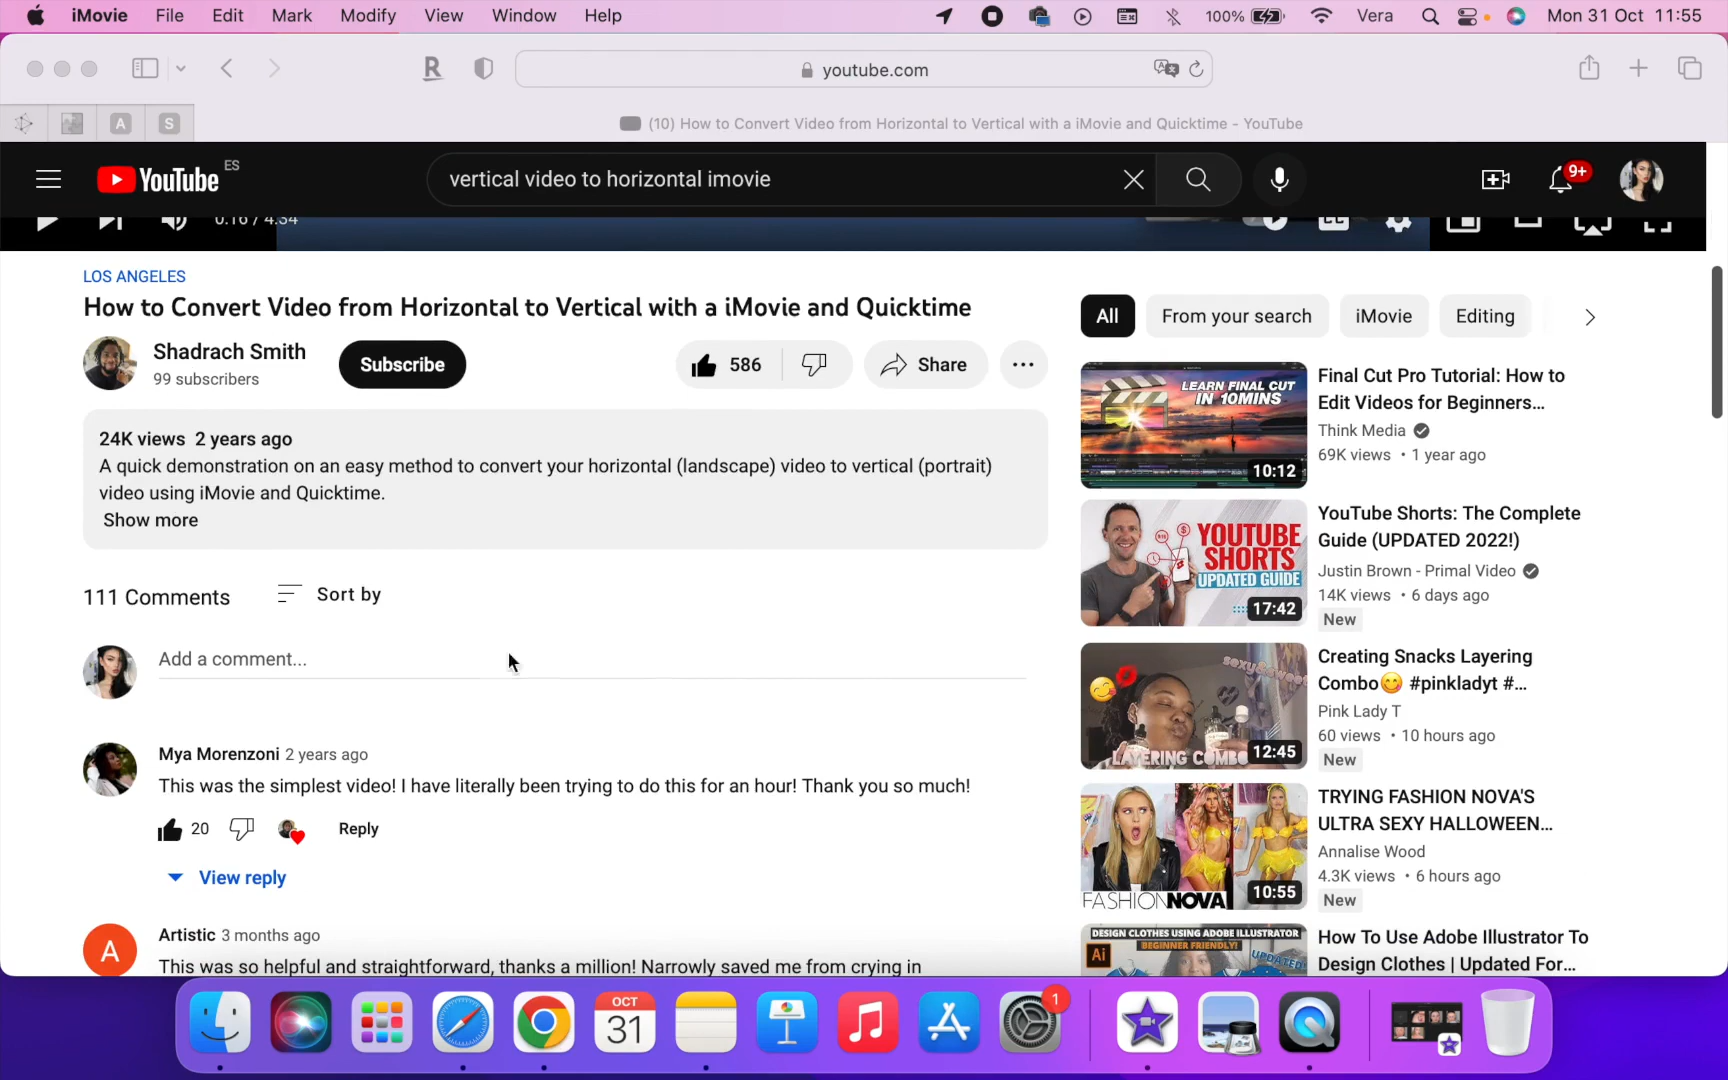 iMovie File Edit Mark Modify View Window Help 100% Vera Mon 31 Oct 11:55
youtube.com
A S (10) How to Convert Video from Horizontal to Vertical with a iMovie and Quicktime - YouTube
YouTube ES vertical video to horizontal imovie 9+
0:16 / 4:34
LOS ANGELES
How to Convert Video from Horizontal to Vertical with a iMovie and Quicktime
Shadrach Smith
99 subscribers
Subscribe
586
Share
24K views 2 years ago
A quick demonstration on an easy method to convert your horizontal (landscape) video to vertical (portrait)
video using iMovie and Quicktime.
Show more
111 Comments Sort by
Add a comment...
Mya Morenzoni 2 years ago
This was the simplest video! I have literally been trying to do this for an hour! Thank you so much!
20 Reply
View reply
A
Artistic 3 months ago
This was so helpful and straightforward, thanks a million! Narrowly saved me from crying in
All From your search iMovie Editing
LEARN FINAL CUT
IN 10MINS
10:12
Final Cut Pro Tutorial: How to
Edit Videos for Beginners...
Think Media
69K views • 1 year ago
YOUTUBE
SHORTS
UPDATED GUIDE
17:42
YouTube Shorts: The Complete
Guide (UPDATED 2022!)
Justin Brown - Primal Video
14K views • 6 days ago
New
sexy&sweet
LAYERING COMBO
12:45
Creating Snacks Layering
Combo😋 #pinkladyt #...
Pink Lady T
60 views • 10 hours ago
New
FASHIONNOVA
10:55
TRYING FASHION NOVA'S
ULTRA SEXY HALLOWEEN...
Annalise Wood
4.3K views • 6 hours ago
New
DESIGN CLOTHES USING ADOBE ILLUSTRATOR
BEGINNER FRIENDLY!
Ai
UPDATED!
How To Use Adobe Illustrator To
Design Clothes | Updated For...
OCT
31
1